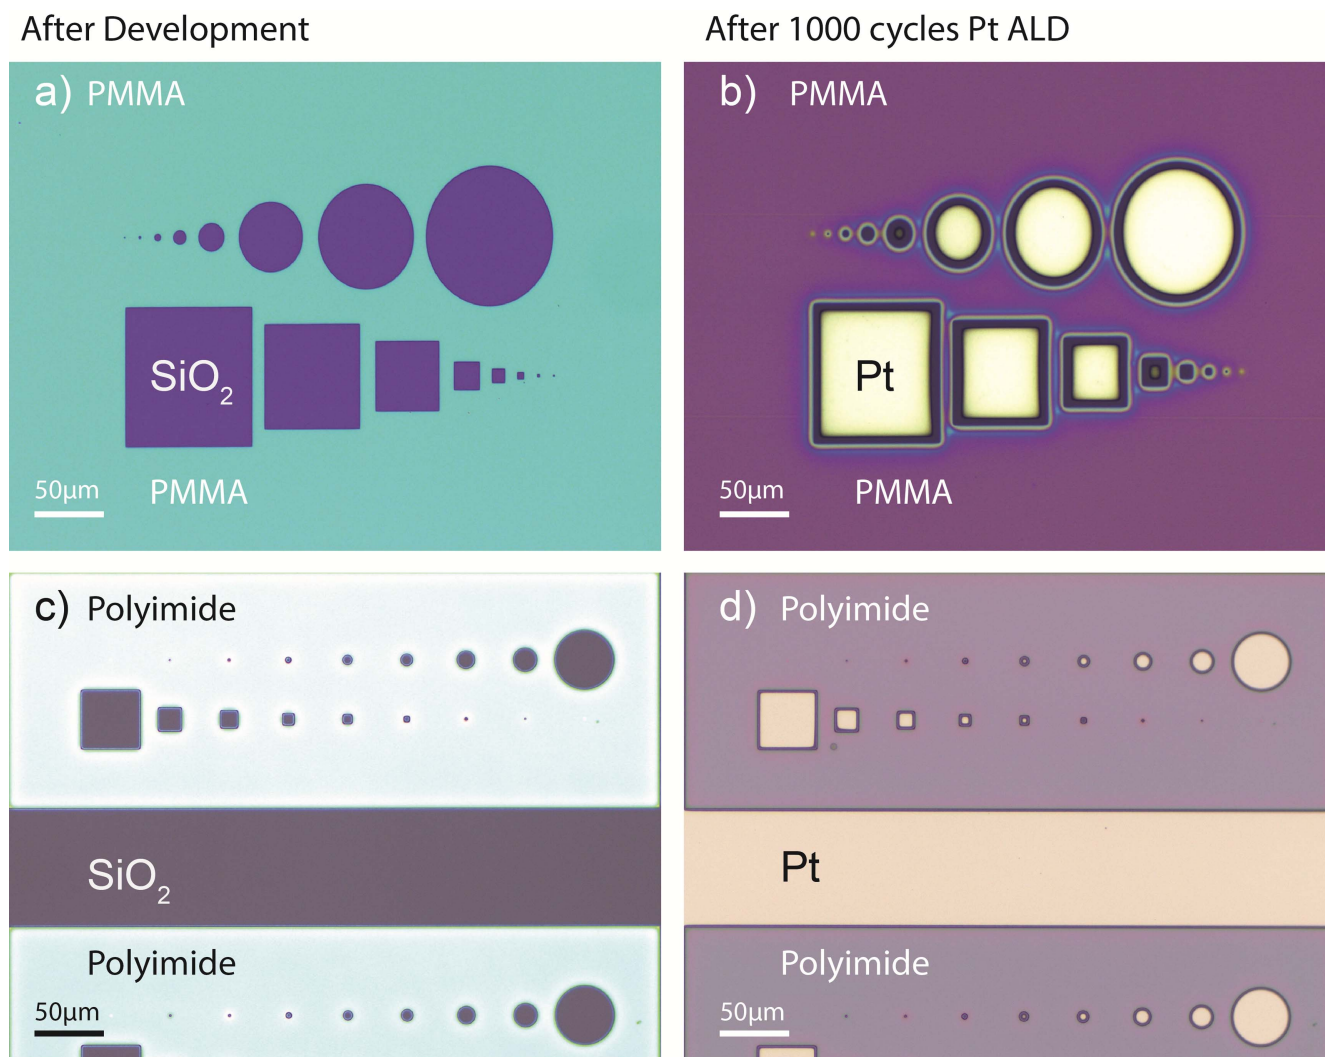 After Development
After 1000 cycles Pt ALD
a) PMMA
SiO2
50μm
PMMA
b) PMMA
Pt
50μm
PMMA
c) Polyimide
SiO2
Polyimide
50μm
d) Polyimide
Pt
Polyimide
50μm